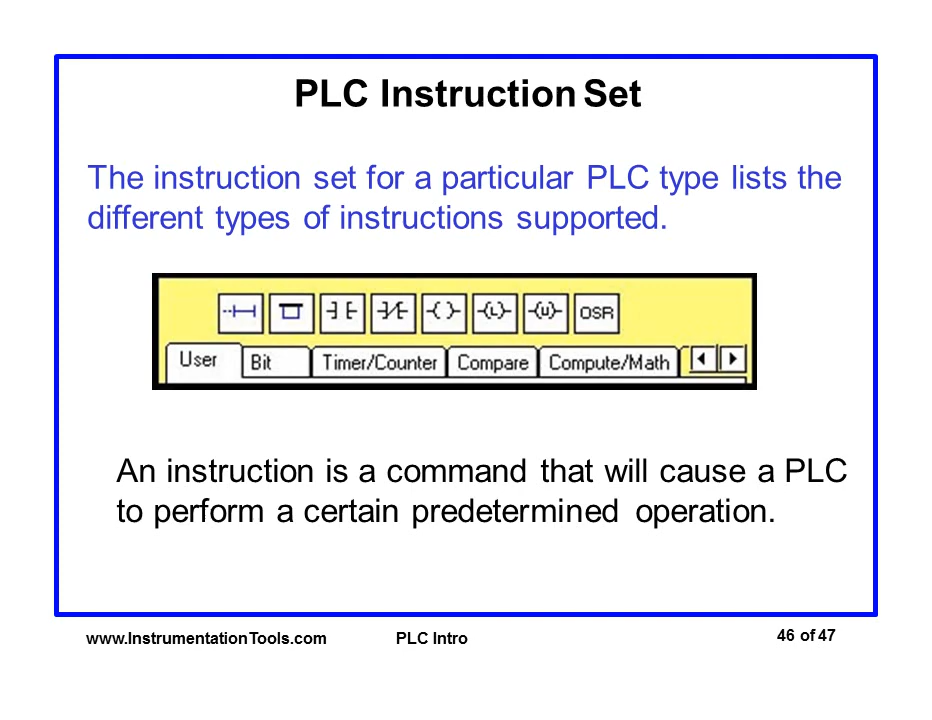 PLC Instruction Set
The instruction set for a particular PLC type lists the
different types of instructions supported.
L U OSR
User Bit Timer/Counter Compare Compute/Math
An instruction is a command that will cause a PLC
to perform a certain predetermined operation.
www.InstrumentationTools.com PLC Intro 46 of 47